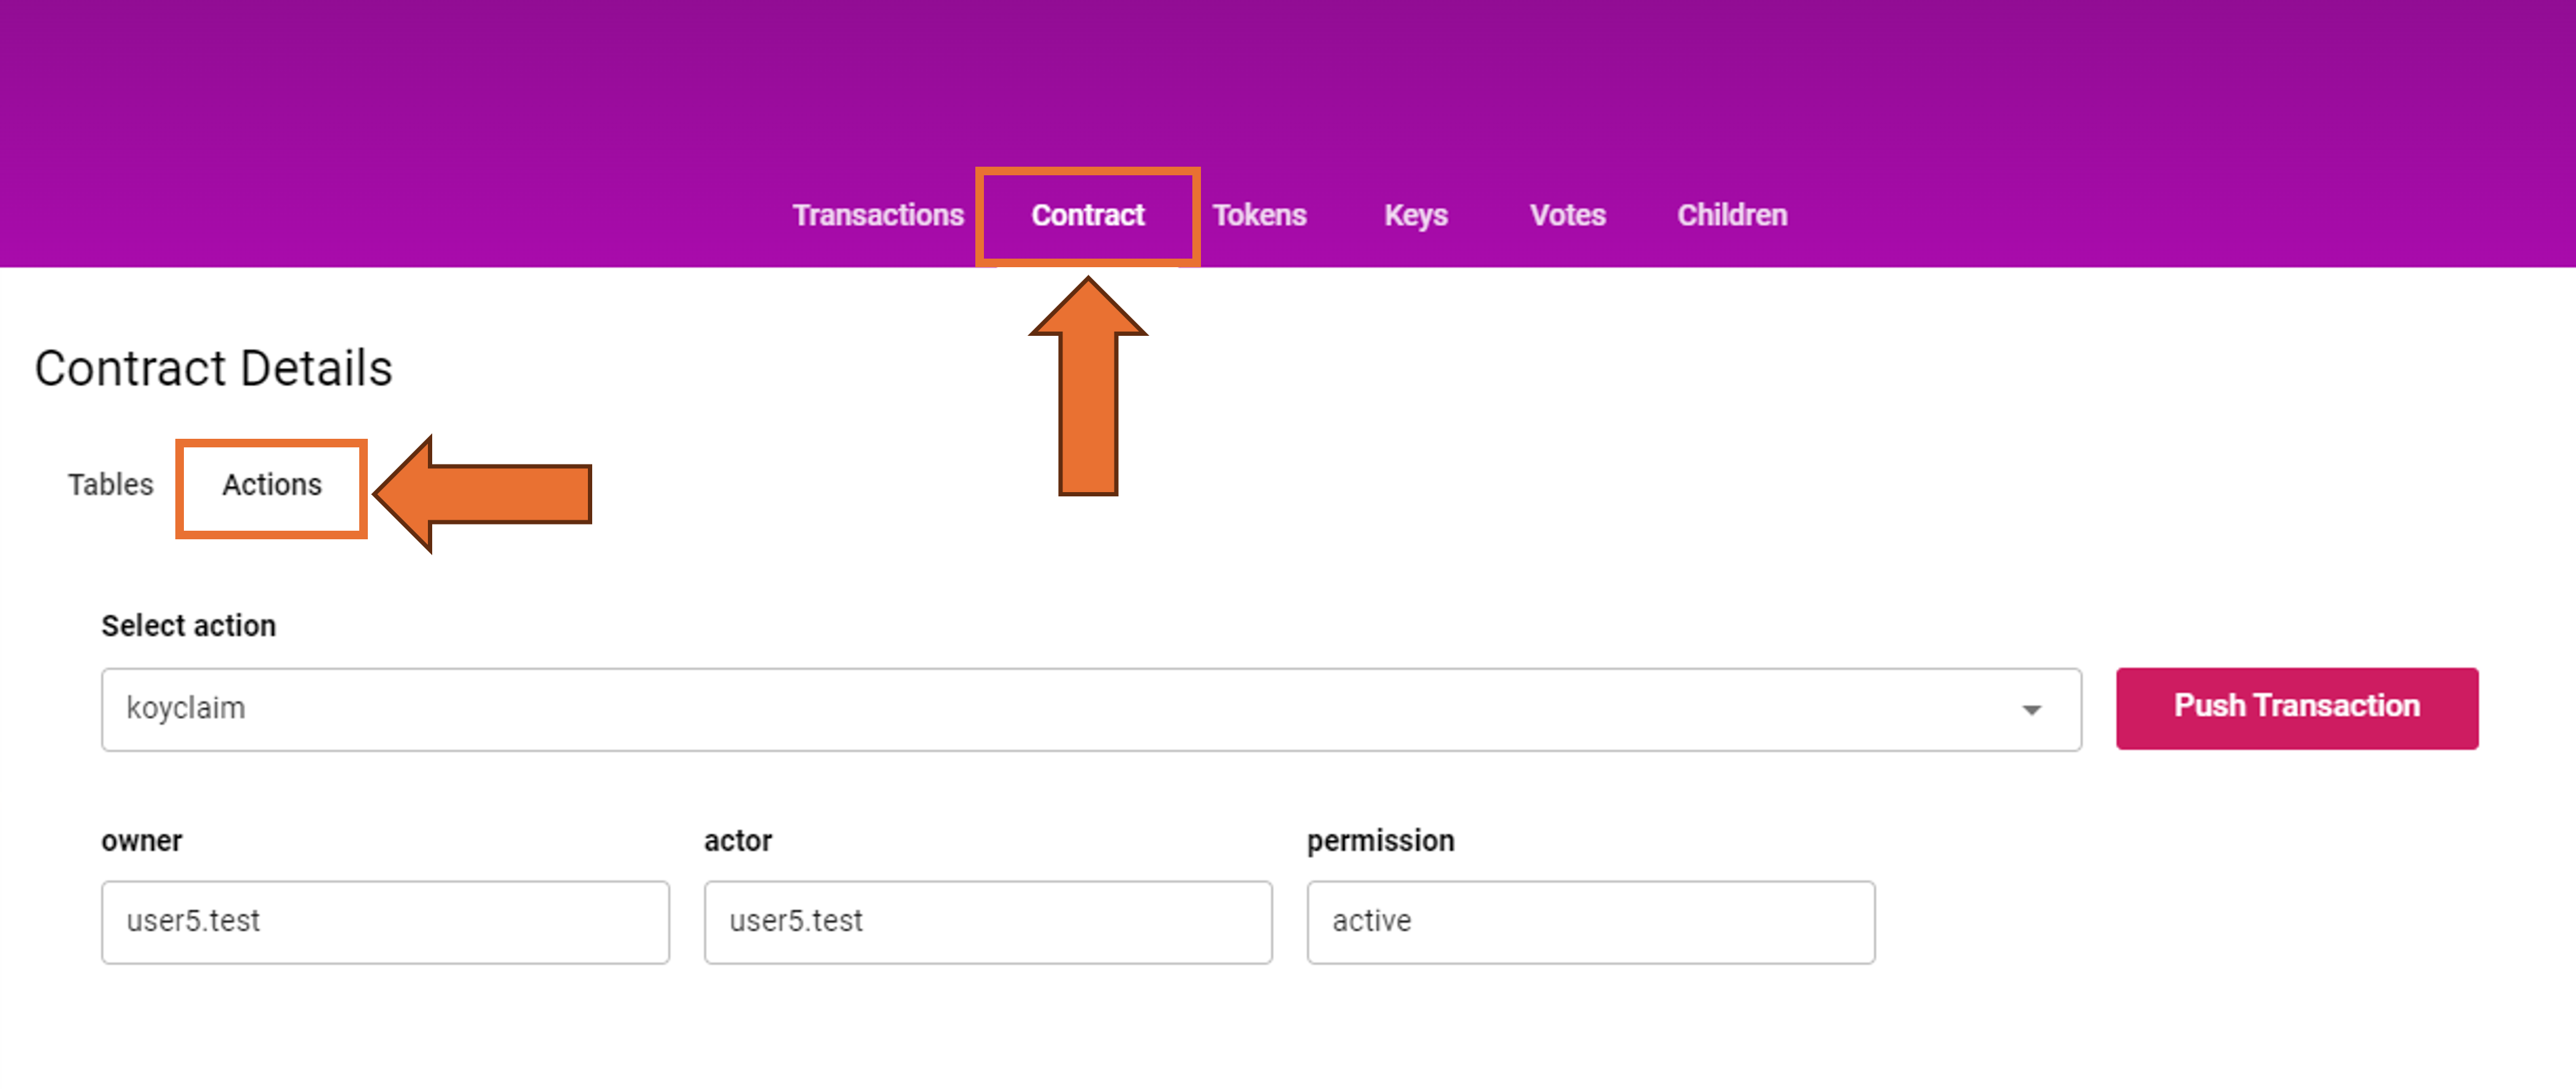 Transactions Contract Tokens Keys Votes Children
Contract Details
Tables Actions
Select action
koyclaim Push Transaction
owner actor permission
user5.test user5.test active